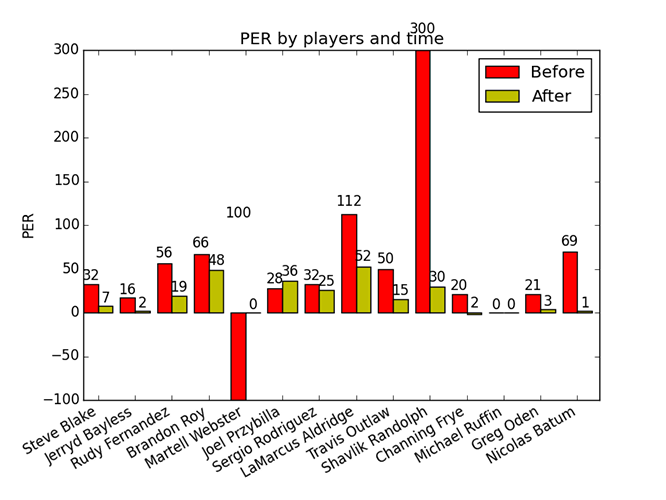 PER by players and time
PER
300
250
200
150
100
50
0
−50
−100
Before
After
32
7
16
2
56
19
66
48
100
0
28
36
32
25
112
52
50
15
300
30
20
2
0
0
21
3
69
1
Steve Blake
Jerryd Bayless
Rudy Fernandez
Brandon Roy
Martell Webster
Joel Przybilla
Sergio Rodriguez
LaMarcus Aldridge
Travis Outlaw
Shavlik Randolph
Channing Frye
Michael Ruffin
Greg Oden
Nicolas Batum